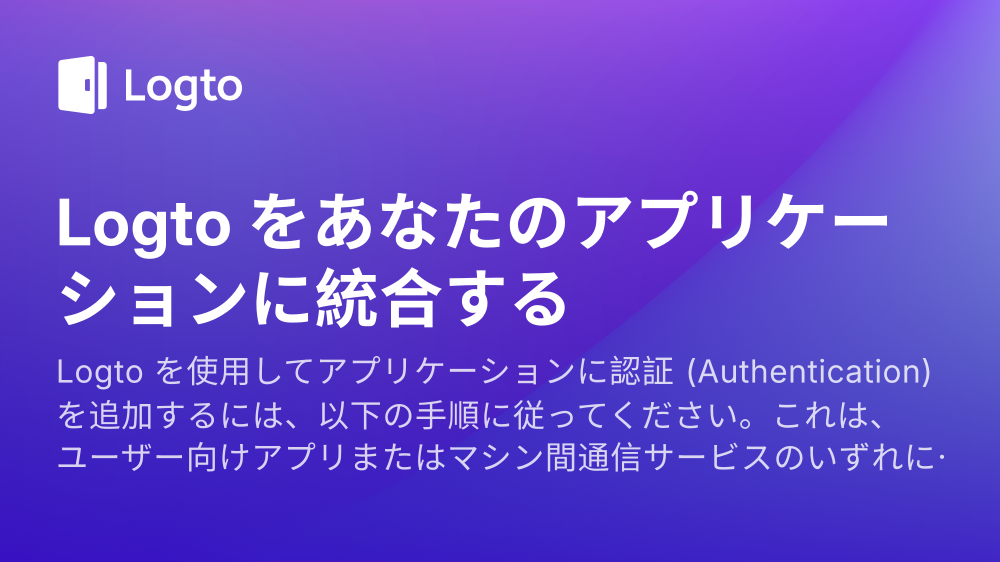 Logto
Logto をあなたのアプリケー
ションに統合する
Logto を使用してアプリケーションに認証 (Authentication)
を追加するには、以下の手順に従ってください。これは、
ユーザー向けアプリまたはマシン間通信サービスのいずれに·